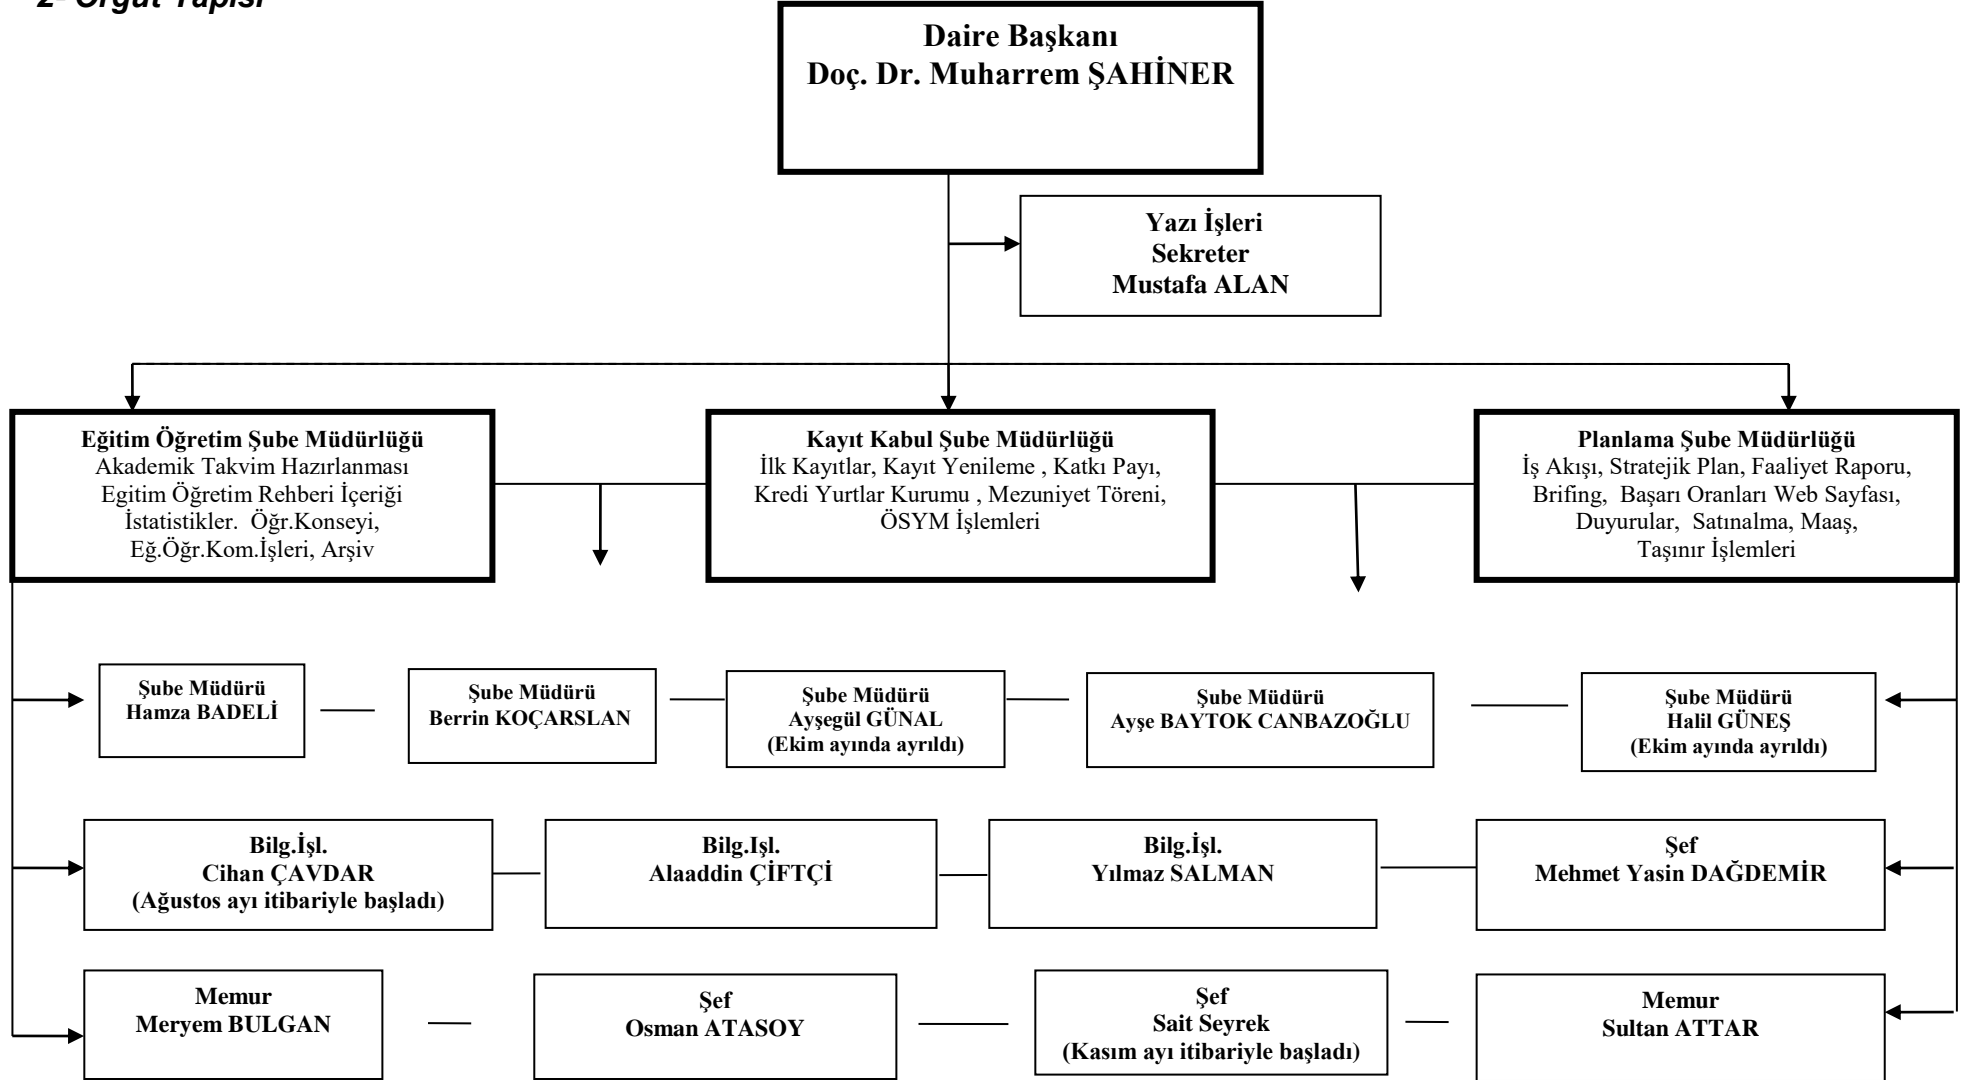 2- Örgüt Yapısı
Daire Başkanı
Doç. Dr. Muharrem ŞAHİNER
Yazı İşleri
Sekreter
Mustafa ALAN
Eğitim Öğretim Şube Müdürlüğü
Akademik Takvim Hazırlanması
Egitim Öğretim Rehberi İçeriği
İstatistikler.  Öğr.Konseyi,
Eğ.Öğr.Kom.İşleri, Arşiv
Kayıt Kabul Şube Müdürlüğü
İlk Kayıtlar, Kayıt Yenileme , Katkı Payı,
Kredi Yurtlar Kurumu , Mezuniyet Töreni,
ÖSYM İşlemleri
Planlama Şube Müdürlüğü
İş Akışı, Stratejik Plan, Faaliyet Raporu,
Brifing,  Başarı Oranları Web Sayfası,
Duyurular,  Satınalma, Maaş,
Taşınır İşlemleri
Şube Müdürü
Hamza BADELİ
Şube Müdürü
Berrin KOÇARSLAN
Şube Müdürü
Ayşegül GÜNAL
(Ekim ayında ayrıldı)
Şube Müdürü
Ayşe BAYTOK CANBAZOĞLU
Şube Müdürü
Halil GÜNEŞ
(Ekim ayında ayrıldı)
Bilg.İşl.
Cihan ÇAVDAR
(Ağustos ayı itibariyle başladı)
Bilg.Işl.
Alaaddin ÇİFTÇİ
Bilg.İşl.
Yılmaz SALMAN
Şef
Mehmet Yasin DAĞDEMİR
Memur
Meryem BULGAN
Şef
Osman ATASOY
Şef
Sait Seyrek
(Kasım ayı itibariyle başladı)
Memur
Sultan ATTAR